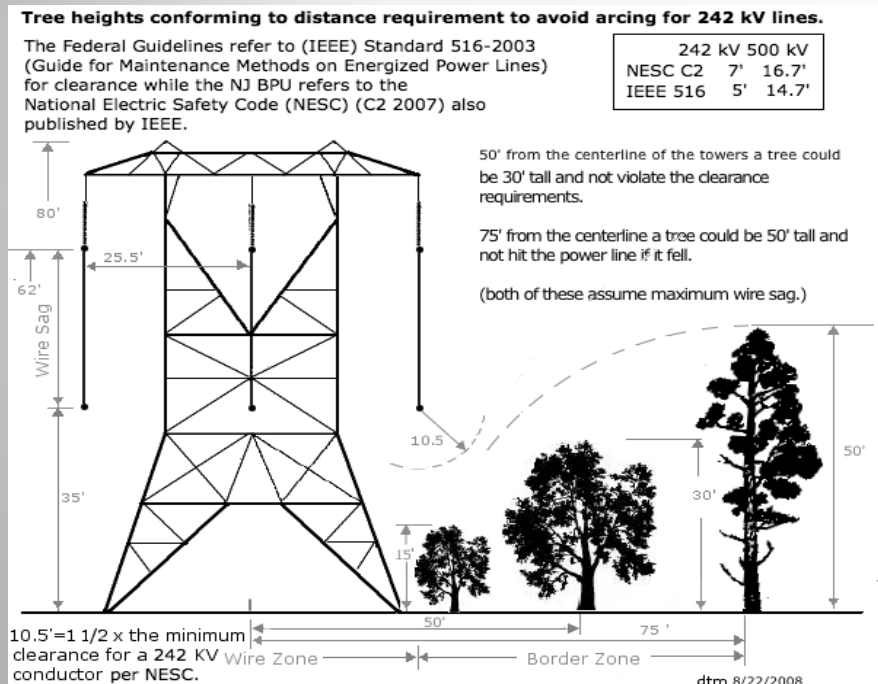 Tree heights conforming to distance requirement to avoid arcing for 242 kV lines.
The Federal Guidelines refer to (IEEE) Standard 516-2003
(Guide for Maintenance Methods on Energized Power Lines)
for clearance while the NJ BPU refers to the
National Electric Safety Code (NESC) (C2 2007) also
published by IEEE.
242 kV 500 kV
NESC C2 7' 16.7'
IEEE 516 5' 14.7'
50' from the centerline of the towers a tree could
be 30' tall and not violate the clearance
requirements.
75' from the centerline a tree could be 50' tall and
not hit the power line if it fell.
(both of these assume maximum wire sag.)
80'
25.5'
62'
Wire Sag
10.5
50'
30'
35'
15'
50'
75 '
10.5'=1 1/2 x the minimum
clearance for a 242 KV
conductor per NESC.
Wire Zone
Border Zone
dtm 8/22/2008